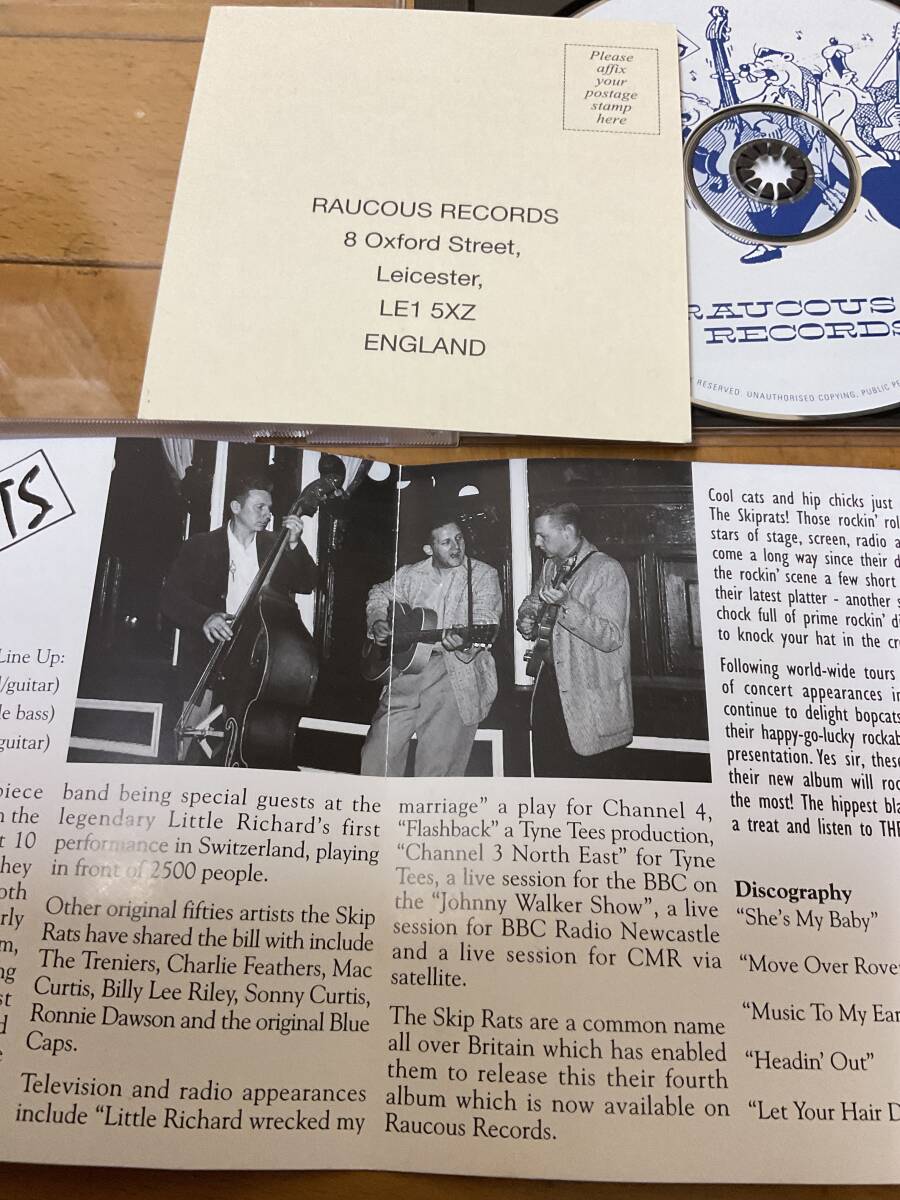 Please
affix
your
postage
stamp
here
RAUCOUS RECORDS
8 Oxford Street,
Leicester,
LE1 5XZ
ENGLAND
RAUCOUS
RECORDS
RESERVED. UNAUTHORISED COPYING, PUBLIC
TS
Line Up:
/guitar)
bass)
guitar)
piece
the
10
hey
band being special guests at the
legendary Little Richard's first
performance in Switzerland, playing
in front of 2500 people.
Other original fifties artists the Skip
Rats have shared the bill with include
The Treniers, Charlie Feathers, Mac
Curtis, Billy Lee Riley, Sonny Curtis,
Ronnie Dawson and the original Blue
Caps.
Television and radio appearances
include “Little Richard wrecked my
marriage” a play for Channel 4,
“Flashback” a Tyne Tees production,
“Channel 3 North East” for Tyne
Tees, a live session for the BBC on
the “Johnny Walker Show”, a live
session for BBC Radio Newcastle
and a live session for CMR via
satellite.
The Skip Rats are a common name
all over Britain which has enabled
them to release this their fourth
album which is now available on
Raucous Records.
Cool cats and hip chicks just
The Skiprats! Those rockin' rol
stars of stage, screen, radio a
come a long way since their d
the rockin' scene a few short
their latest platter - another s
chock full of prime rockin' di
to knock your hat in the cr
Following world-wide tours
of concert appearances in
continue to delight bopcats
their happy-go-lucky rockab
presentation. Yes sir, these
their new album will roc
the most! The hippest bla
a treat and listen to THE
Discography
“She's My Baby”
“Move Over Rover
“Music To My Ear
“Headin' Out”
“Let Your Hair D